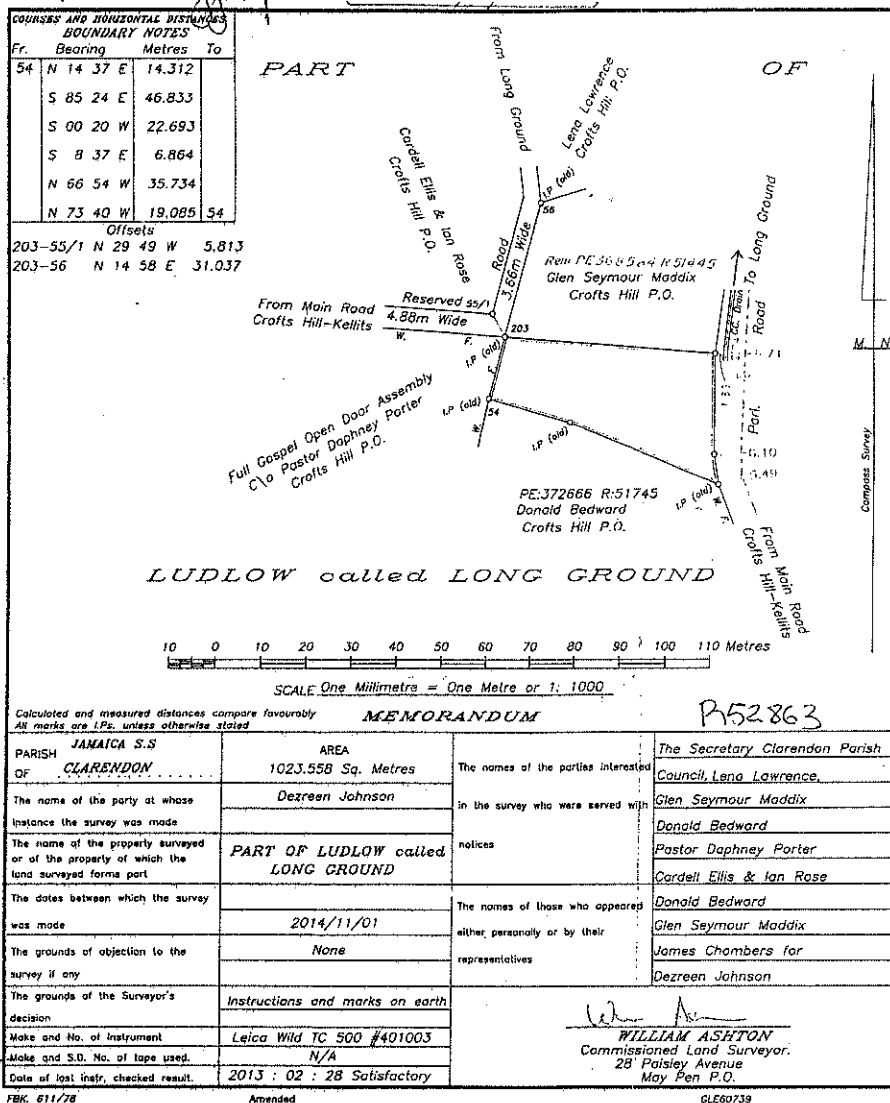 COURSES AND HORIZONTAL DISTANCES
BOUNDARY NOTES
Fr. Bearing Metres To
54 N 14 37 E 14.312
S 85 24 E 46.833
S 00 20 W 22.693
S 8 37 E 6.864
N 66 54 W 35.734
N 73 40 W 19.085 54
Offsets
203-55/1 N 29 49 W 5.813
203-56 N 14 58 E 31.037
PART OF
From Long Ground
Lena Lawrence
Crofts Hill P.O.
Cardell Ellis & Ian Rose
Crofts Hill P.O.
I.P (old)
56
Road
3.66m Wide
Glen Seymour Maddix
Crofts Hill P.O.
To Long Ground
Road
C.C. Drain
Parl.
From Main Road
Crofts Hill-Kellits
Reserved 55/1
4.88m Wide
W. F.
203
I.P (old)
F.
I.P (old)
54
W.
I.P (old)
6.10
6.49
I.P (old)
W. F.
M. N
Compass Survey
Full Gospel Open Door Assembly
C\o Pastor Daphney Porter
Crofts Hill P.O.
PE:372666 R:51745
Donald Bedward
Crofts Hill P.O.
From Main Road
Crofts Hill-Kellits
LUDLOW called LONG GROUND
10 0 10 20 30 40 50 60 70 80 90 100 110 Metres
SCALE One Millimetre = One Metre or 1: 1000
Calculated and measured distances compare favourably
All marks are I.Ps. unless otherwise stated
MEMORANDUM
R52863
PARISH JAMAICA S.S
OF CLARENDON
AREA
1023.558 Sq. Metres
The name of the party at whose
instance the survey was made
Dezreen Johnson
The name of the property surveyed
or of the property of which the
land surveyed forms part
PART OF LUDLOW called
LONG GROUND
The dates between which the survey
was made
2014/11/01
The grounds of objection to the
survey if any
None
The grounds of the Surveyor's
decision
Instructions and marks on earth
Make and No. of Instrument
Leica Wild TC 500 #401003
Make and S.D. No. of tape used.
N/A
Date of last instr, checked result.
2013 : 02 : 28 Satisfactory
The names of the parties interested
in the survey who were served with
notices
The Secretary Clarendon Parish
Council, Lena Lawrence,
Glen Seymour Maddix
Donald Bedward
Pastor Daphney Porter
Cardell Ellis & Ian Rose
The names of those who appeared
either personally or by their
representatives
Donald Bedward
Glen Seymour Maddix
James Chambers for
Dezreen Johnson
WILLIAM ASHTON
Commissioned Land Surveyor.
28 Paisley Avenue
May Pen P.O.
FBK. 611/78
Amended
GLE60739